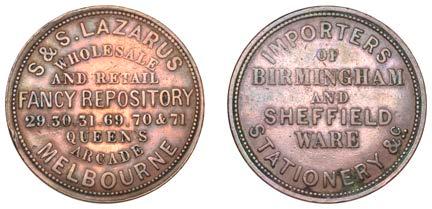 S & S. LAZARUS
WHOLESALE
AND RETAIL
FANCY REPOSITORY
29. 30. 31. 69. 70 & 71
QUEEN'S
ARCADE
MELBOURNE
IMPORTERS
OF
BIRMINGHAM
AND
SHEFFIELD
WARE
STATIONERY &c